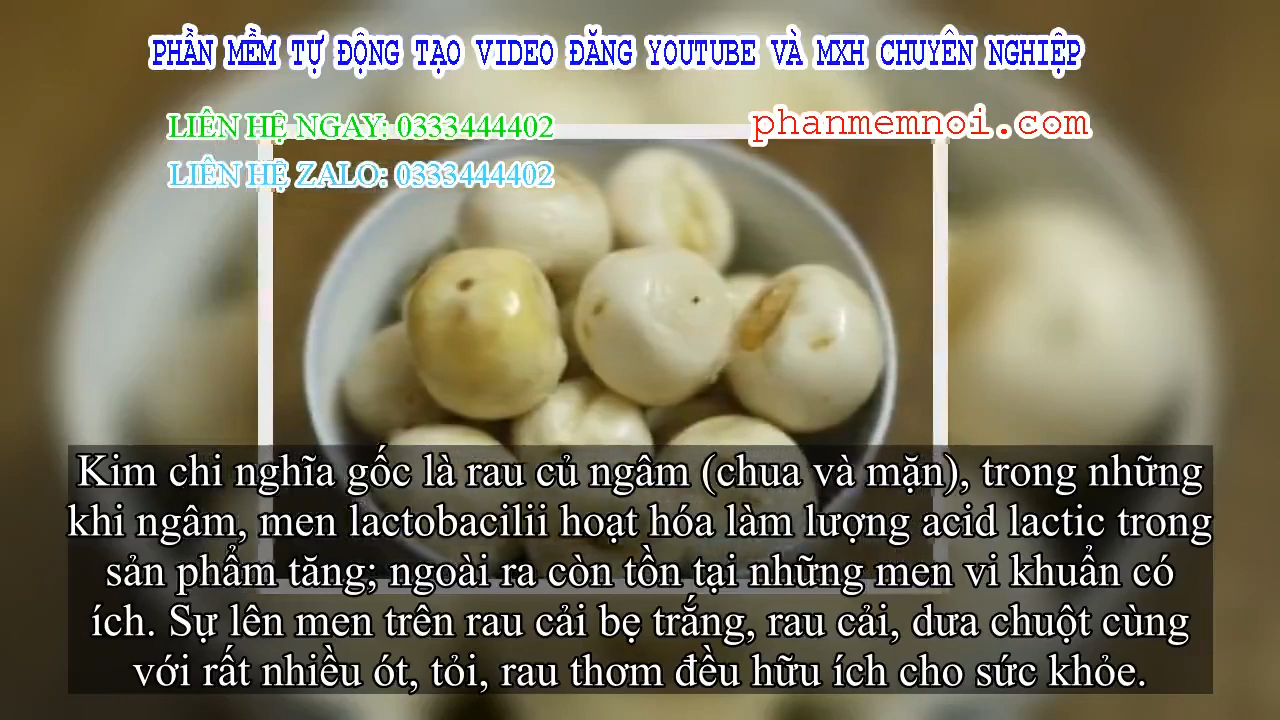 PHẦN MỀM TỰ ĐỘNG TẠO VIDEO ĐĂNG YOUTUBE VÀ MXH CHUYÊN NGHIỆP
LIÊN HỆ NGAY: 0333444402
phanmemnoi.com
LIÊN HỆ ZALO: 0333444402
Kim chi nghĩa gốc là rau củ ngâm (chua và mặn), trong những
khi ngâm, men lactobacilii hoạt hóa làm lượng acid lactic trong
sản phẩm tăng; ngoài ra còn tồn tại những men vi khuẩn có
ích. Sự lên men trên rau cải bẹ trắng, rau cải, dưa chuột cùng
với rất nhiều ót, tỏi, rau thơm đều hữu ích cho sức khỏe.